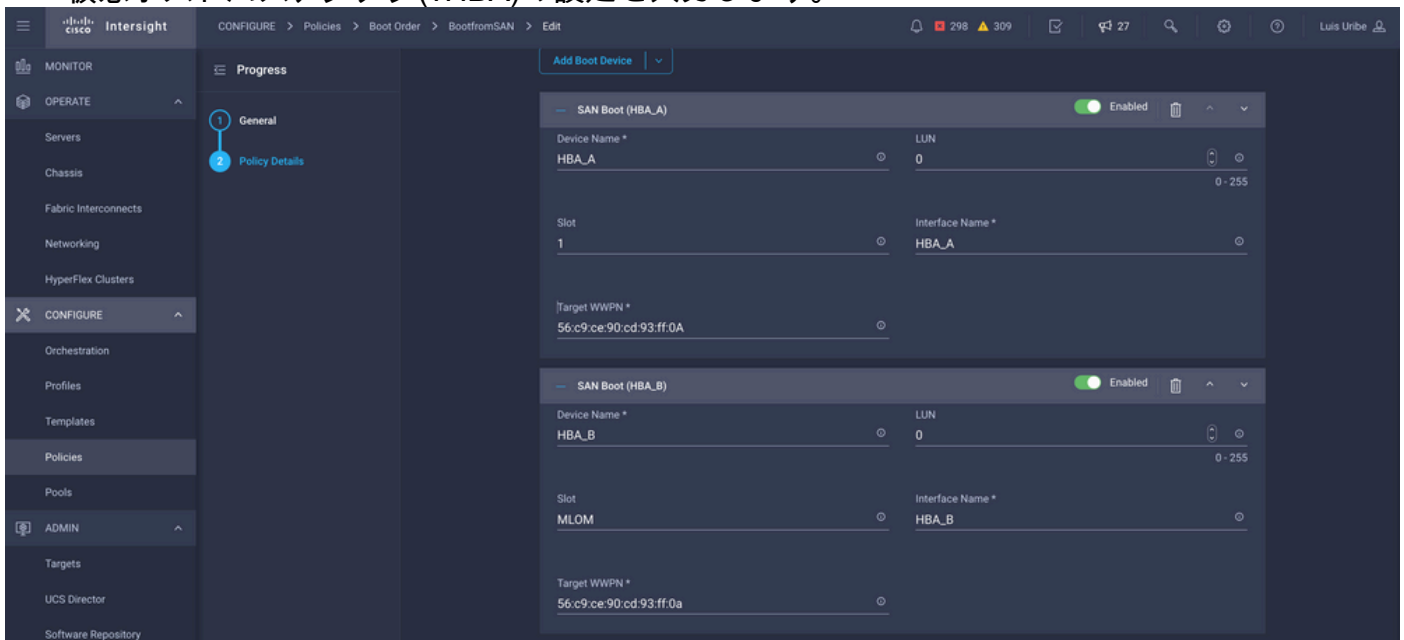 cisco Intersight
CONFIGURE > Policies > Boot Order > BootfromSAN > Edit
298 309 27 Luis Uribe
MONITOR
OPERATE
Servers
Chassis
Fabric Interconnects
Networking
HyperFlex Clusters
CONFIGURE
Orchestration
Profiles
Templates
Policies
Pools
ADMIN
Targets
UCS Director
Software Repository
Progress
1 General
2 Policy Details
Add Boot Device
SAN Boot (HBA_A) Enabled
Device Name * LUN
HBA_A 0
0 - 255
Slot Interface Name *
1 HBA_A
Target WWPN *
56:c9:ce:90:cd:93:ff:0A
SAN Boot (HBA_B) Enabled
Device Name * LUN
HBA_B 0
0 - 255
Slot Interface Name *
MLOM HBA_B
Target WWPN *
56:c9:ce:90:cd:93:ff:0a